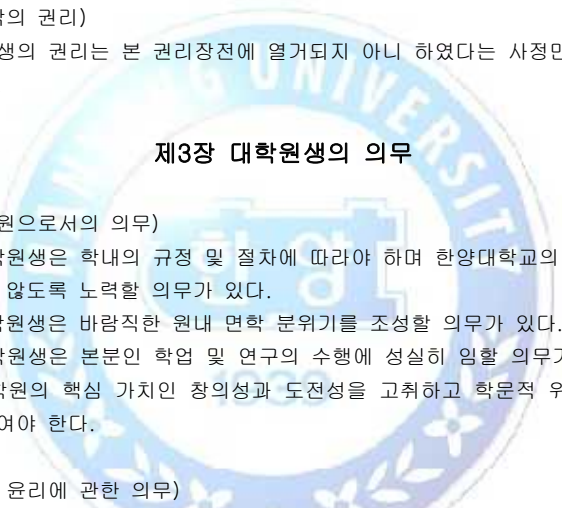 학의 권리)
생의 권리는 본 권리장전에 열거되지 아니 하였다는 사정만
제3장 대학원생의 의무
원으로서의 의무)
학원생은 학내의 규정 및 절차에 따라야 하며 한양대학교의
않도록 노력할 의무가 있다.
학원생은 바람직한 원내 면학 분위기를 조성할 의무가 있다.
학원생은 본분인 학업 및 연구의 수행에 성실히 임할 의무가
학원의 핵심 가치인 창의성과 도전성을 고취하고 학문적 위
여야 한다.
윤리에 관한 의무)
HANYANG UNIVERSITY
한양
1939